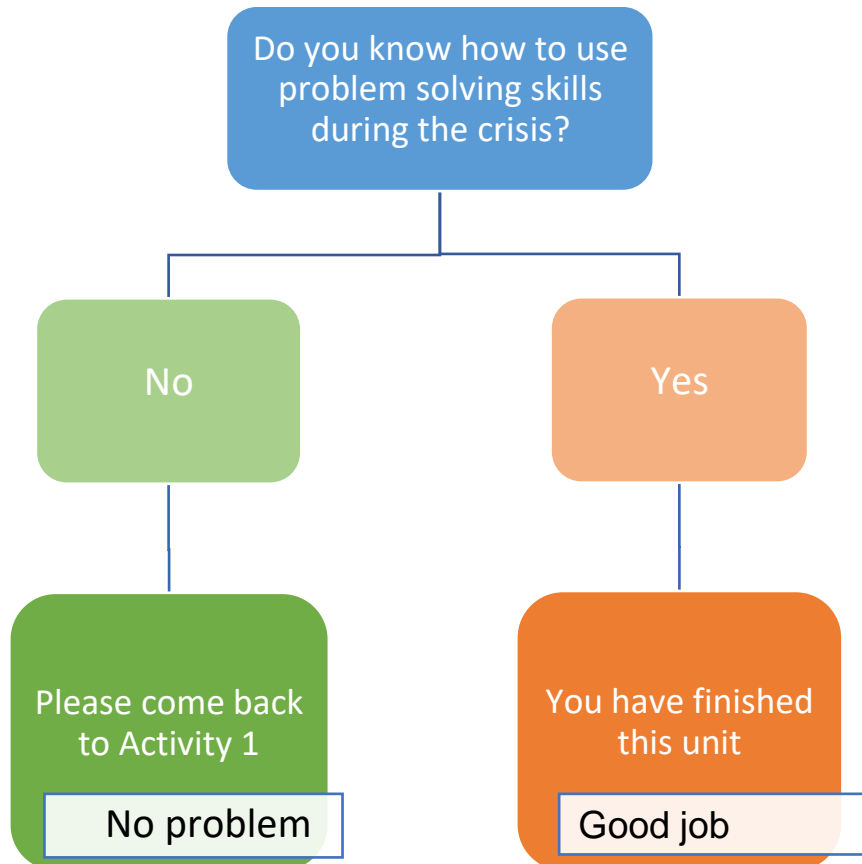 Do you know how to use
problem solving skills
during the crisis?
No
Yes
Please come back
to Activity 1
No problem
You have finished
this unit
Good job